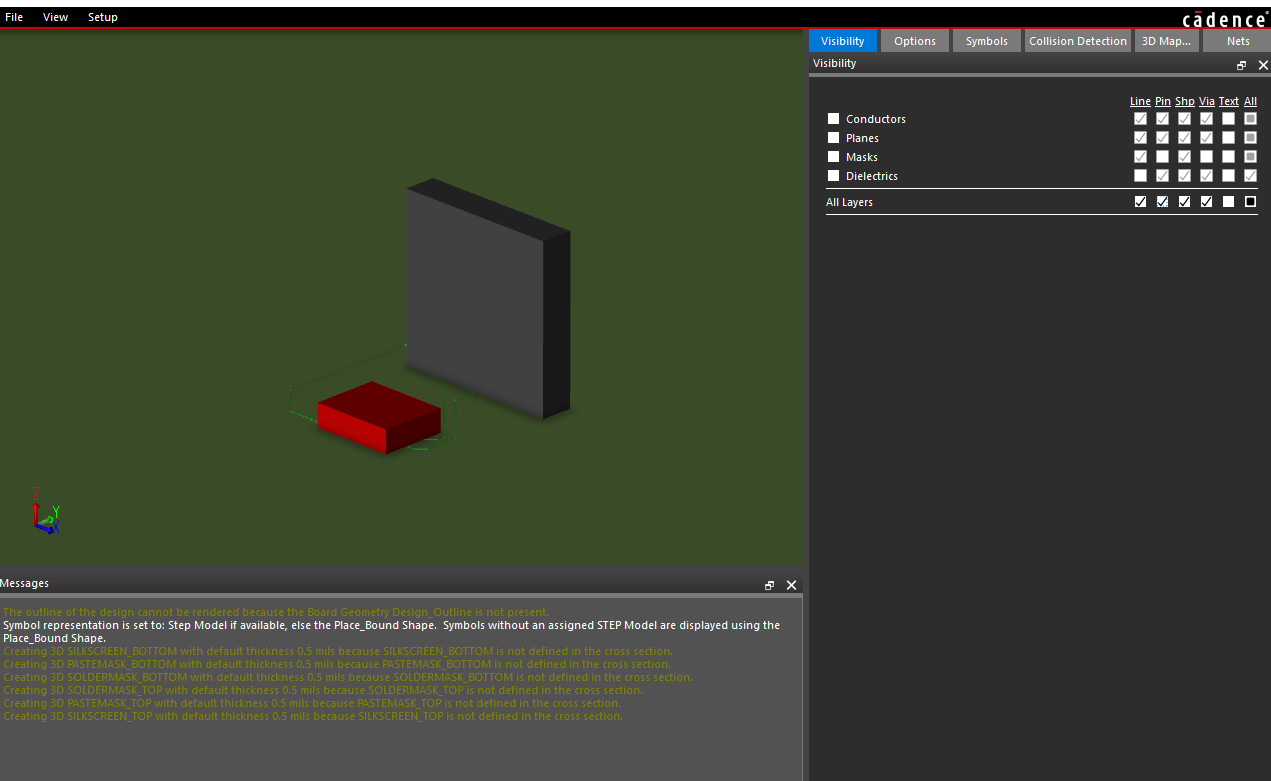 File View Setup
cādence®
Visibility Options Symbols Collision Detection 3D Map... Nets
Visibility
Line Pin Shp Via Text All
Conductors
Planes
Masks
Dielectrics
All Layers
Z
Y
X
Messages
The outline of the design cannot be rendered because the Board Geometry Design_Outline is not present.
Symbol representation is set to: Step Model if available, else the Place_Bound Shape.  Symbols without an assigned STEP Model are displayed using the
Place_Bound Shape.
Creating 3D SILKSCREEN_BOTTOM with default thickness 0.5 mils because SILKSCREEN_BOTTOM is not defined in the cross section.
Creating 3D PASTEMASK_BOTTOM with default thickness 0.5 mils because PASTEMASK_BOTTOM is not defined in the cross section.
Creating 3D SOLDERMASK_BOTTOM with default thickness 0.5 mils because SOLDERMASK_BOTTOM is not defined in the cross section.
Creating 3D SOLDERMASK_TOP with default thickness 0.5 mils because SOLDERMASK_TOP is not defined in the cross section.
Creating 3D PASTEMASK_TOP with default thickness 0.5 mils because PASTEMASK_TOP is not defined in the cross section.
Creating 3D SILKSCREEN_TOP with default thickness 0.5 mils because SILKSCREEN_TOP is not defined in the cross section.